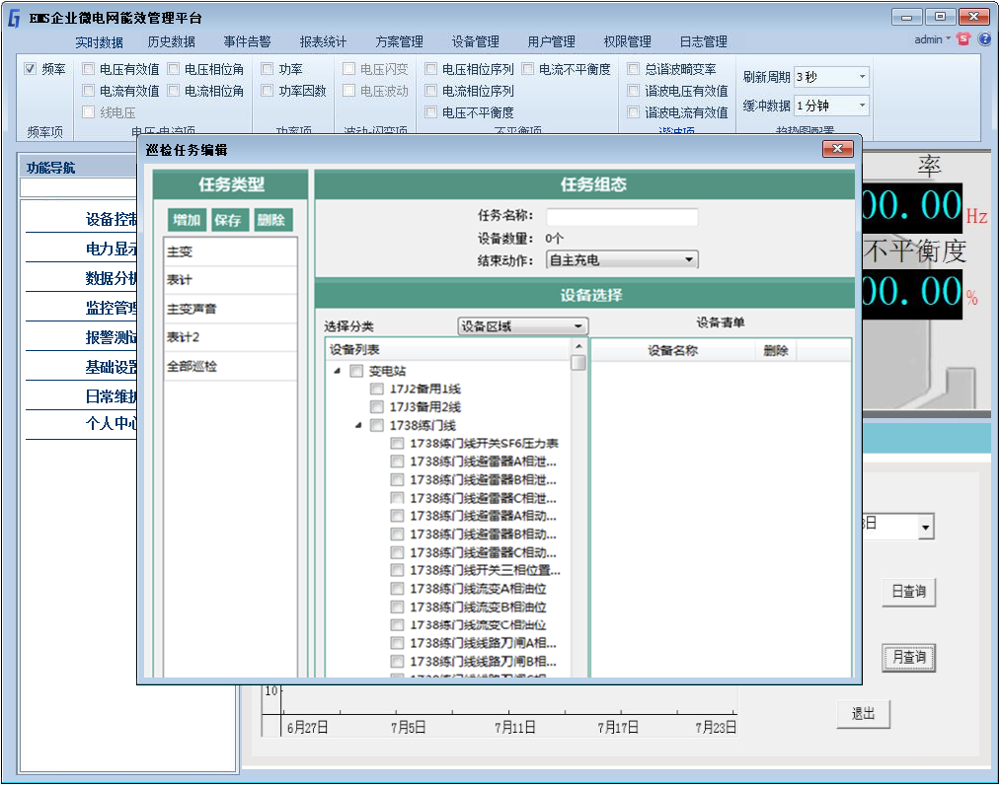 EMS企业微电网能效管理平台
实时数据 历史数据 事件告警 报表统计 方案管理 设备管理 用户管理 权限管理 日志管理 admin
频率 电压有效值 电压相位角 功率 电压闪变 电压相位序列 电流不平衡度 总谐波畸变率 刷新周期 3秒
电流有效值 电流相位角 功率因数 电压波动 电流相位序列 谐波电压有效值
线电压 电压不平衡度 谐波电流有效值 缓冲数据 1分钟
频率项 电压-电流项 功率项 波动-闪变项 不平衡项 谐波项 趋势图配置
功能导航
设备控制
电力显示
数据分析
监控管理
报警测试
基础设置
日常维护
个人中心
巡检任务编辑
任务类型
增加 保存 删除
主变
表计
主变声音
表计2
全部巡检
任务组态
任务名称：
设备数量： 0个
结束动作： 自主充电
设备选择
选择分类 设备区域 设备清单
设备列表
设备名称 删除
变电站
17J2备用1线
17J3备用2线
1738练门线
1738练门线开关SF6压力表
1738练门线避雷器A相泄...
1738练门线避雷器B相泄...
1738练门线避雷器C相泄...
1738练门线避雷器A相动...
1738练门线避雷器B相动...
1738练门线避雷器C相动...
1738练门线开关三相位置...
1738练门线流变A相油位
1738练门线流变B相油位
1738练门线流变C相油位
1738练门线线路刀闸A相...
1738练门线线路刀闸B相...
率
00.00 Hz
不平衡度
00.00 %
日
日查询
月查询
退出
10
6月27日 7月5日 7月11日 7月17日 7月23日